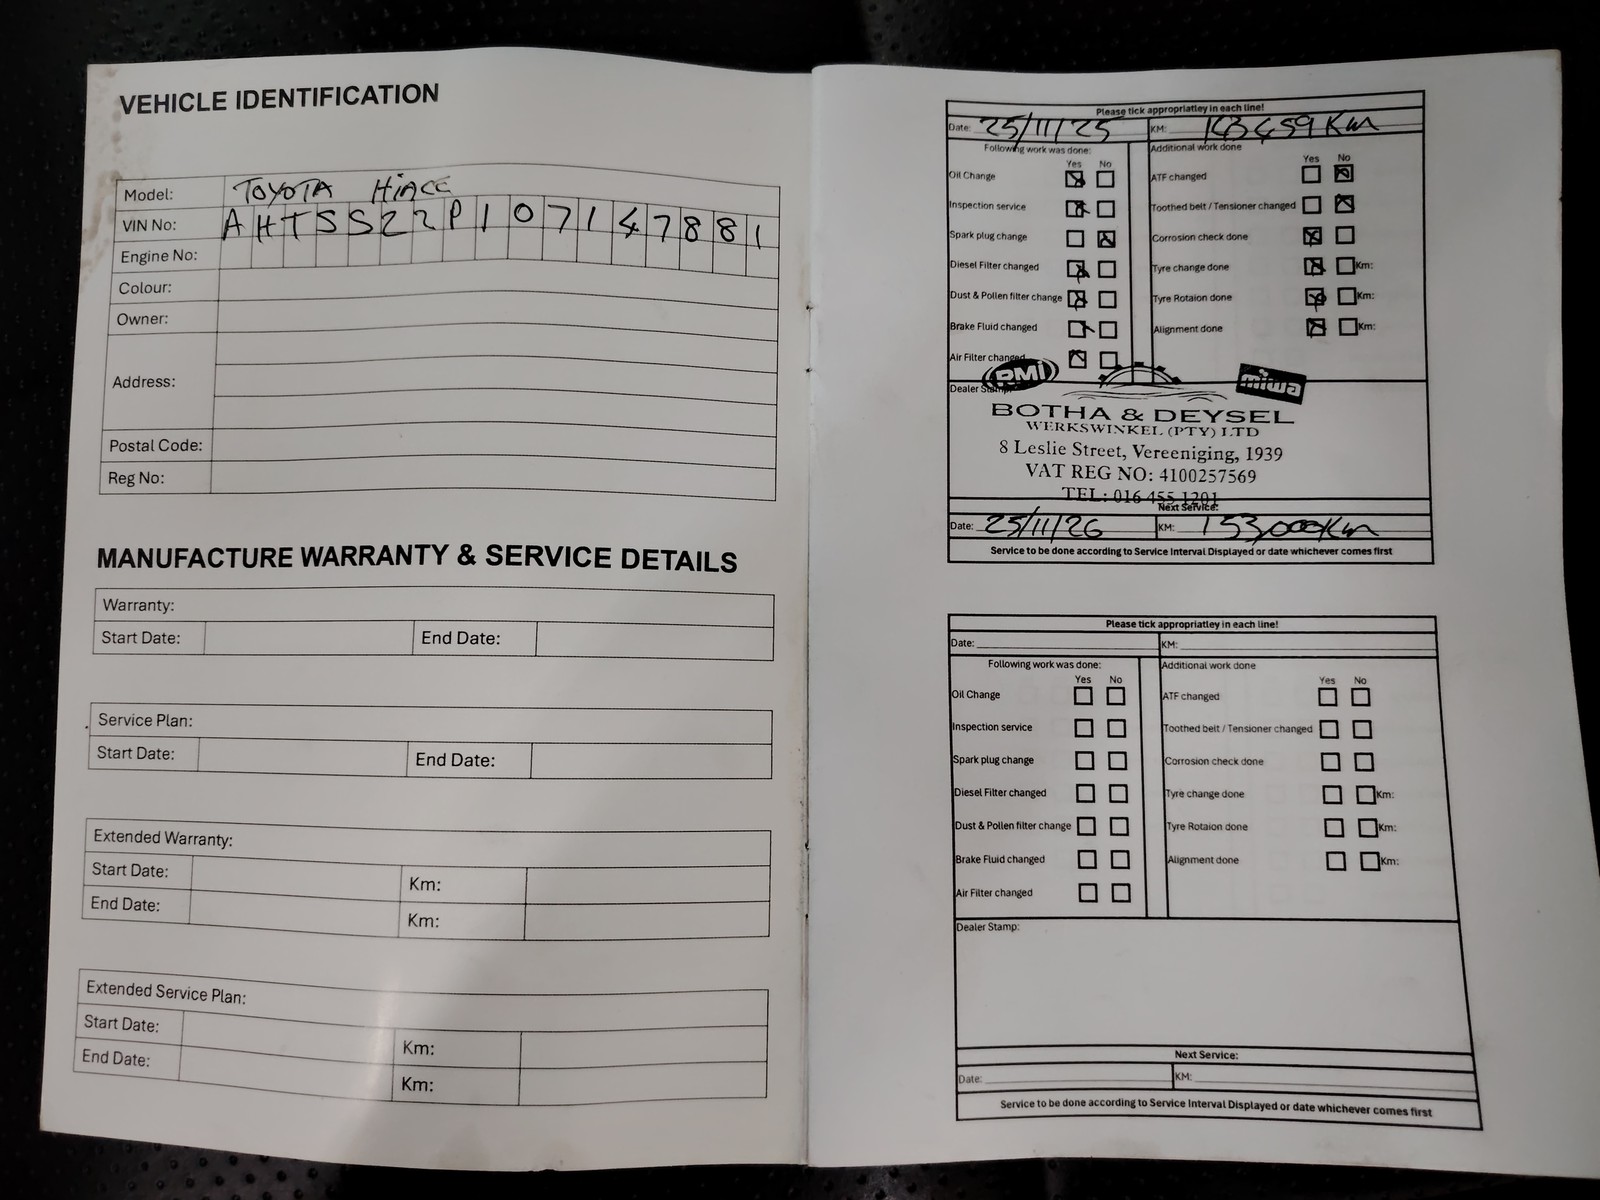 VEHICLE IDENTIFICATION
Model: TOYOTA HiACE
VIN No: AHTSS22P107147881
Engine No:
Colour:
Owner:
Address:
Postal Code:
Reg No:
MANUFACTURE WARRANTY & SERVICE DETAILS
Warranty:
Start Date: End Date:
Service Plan:
Start Date: End Date:
Extended Warranty:
Start Date: Km:
End Date: Km:
Extended Service Plan:
Start Date: Km:
End Date: Km:
Please tick appropriatley in each line!
Date: 25/11/25 KM:
Following work was done: Additional work done
Yes No Yes No
Oil Change ATF changed
Inspection service Toothed belt / Tensioner changed
Spark plug change Corrosion check done
Diesel Filter changed Tyre change done Km:
Dust & Pollen filter change Tyre Rotaion done Km:
Brake Fluid changed Alignment done Km:
Air Filter changed
RMI miwa
Dealer Stamp:
BOTHA & DEYSEL
WERKSWINKEL (PTY) LTD
8 Leslie Street, Vereeniging, 1939
VAT REG NO: 4100257569
TEL: 016 455 1201
Next Service:
Date: 25/11/26 KM: 153,000Km
Service to be done according to Service Interval Displayed or date whichever comes first
Please tick appropriatley in each line!
Date: KM:
Following work was done: Additional work done
Yes No Yes No
Oil Change ATF changed
Inspection service Toothed belt / Tensioner changed
Spark plug change Corrosion check done
Diesel Filter changed Tyre change done Km:
Dust & Pollen filter change Tyre Rotaion done Km:
Brake Fluid changed Alignment done Km:
Air Filter changed
Dealer Stamp:
Next Service:
Date: KM:
Service to be done according to Service Interval Displayed or date whichever comes first